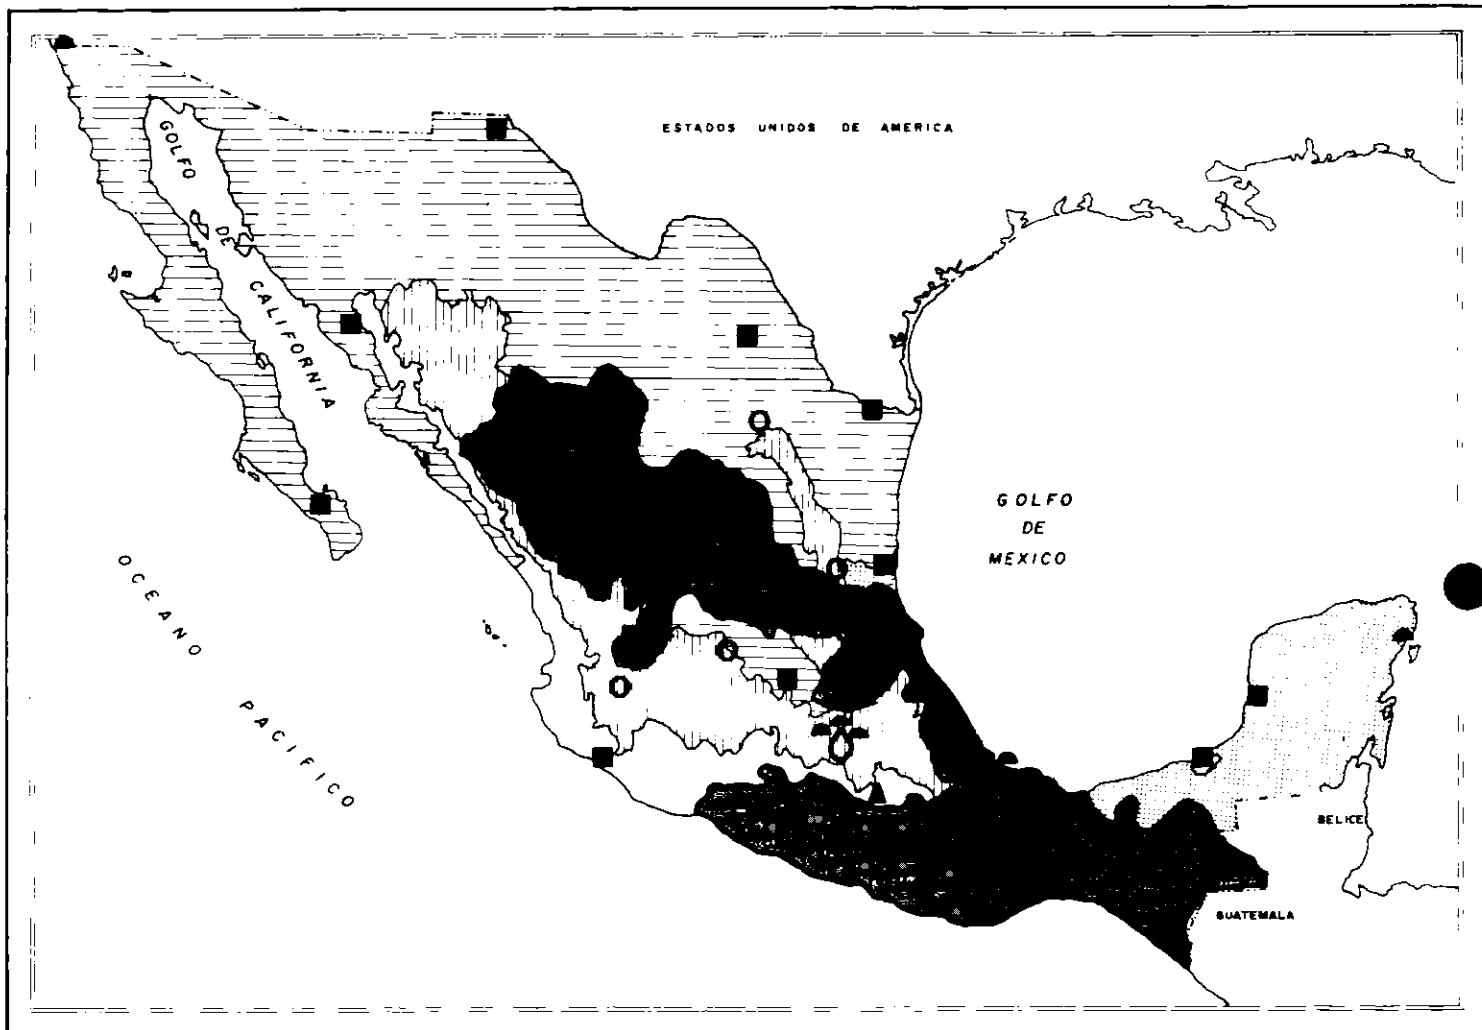 ESTADOS UNIDOS DE AMERICA
GOLFO
DE
CALIFORNIA
GOLFO
DE
MEXICO
OCEANO
PACIFICO
BELICE
GUATEMALA